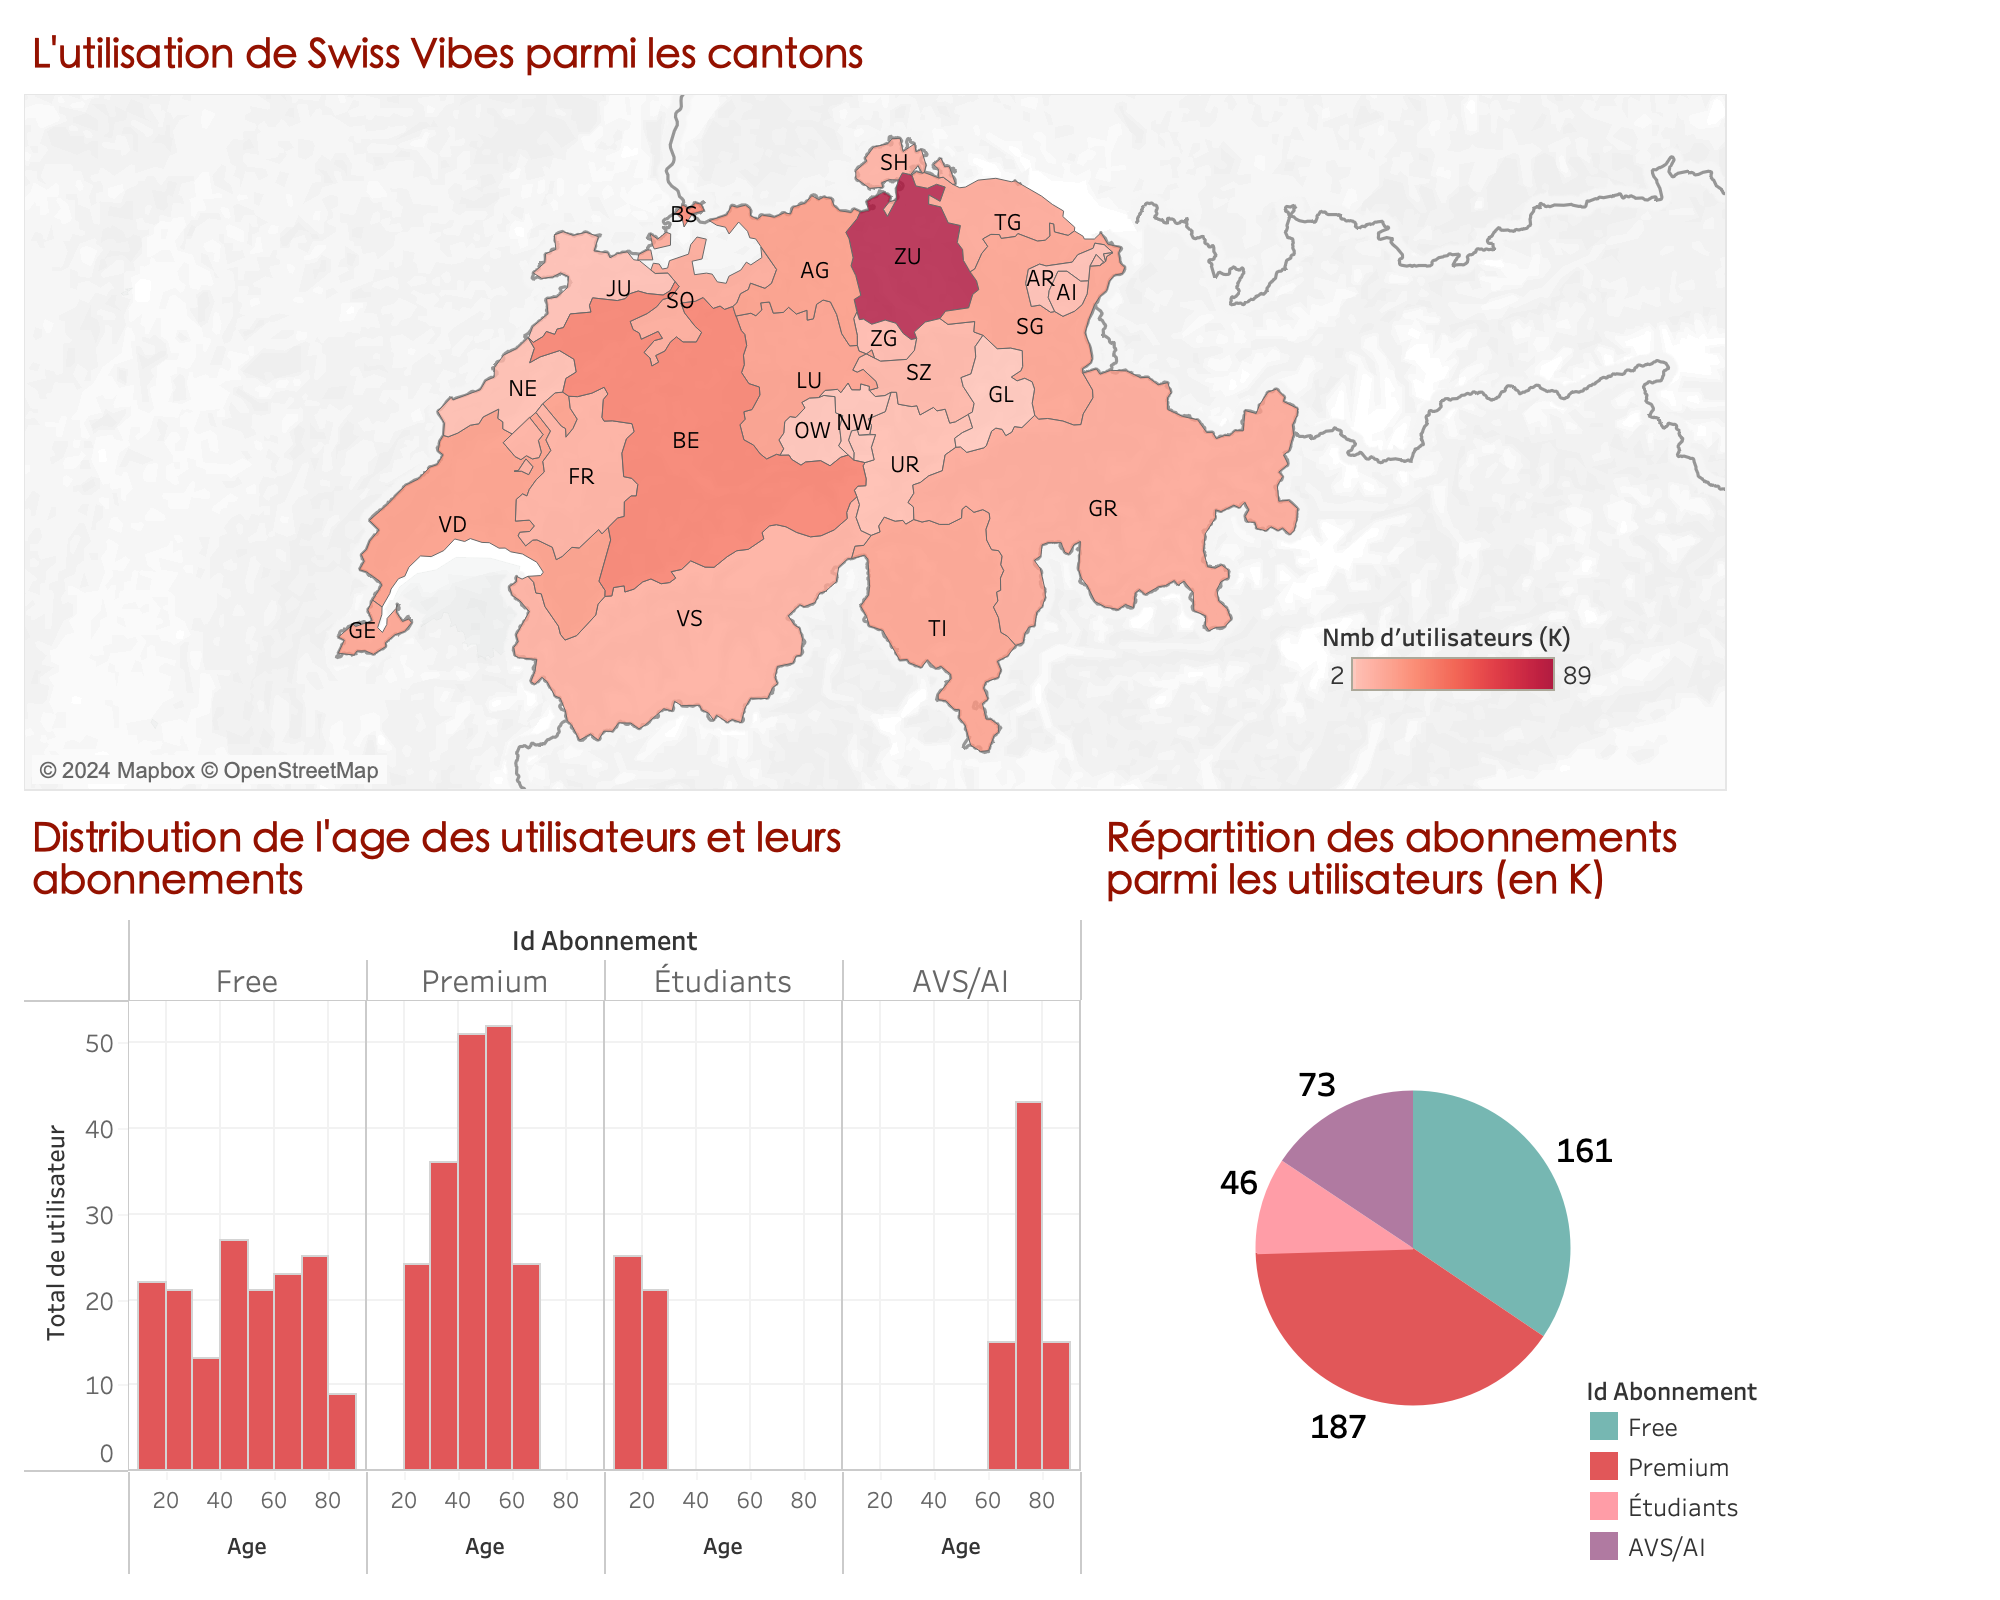 L'utilisation de Swiss Vibes parmi les cantons
SH
BS
TG
ZU
AG
AR
AI
JU
SO
SG
ZG
SZ
LU
NE
GL
NW
OW
BE
UR
FR
GR
VD
VS
TI
GE
Nmb d’utilisateurs (K)
2 89
© 2024 Mapbox © OpenStreetMap
Distribution de l'age des utilisateurs et leurs
abonnements
Id Abonnement
Free Premium Étudiants AVS/AI
Total de utilisateur
50
40
30
20
10
0
20 40 60 80 20 40 60 80 20 40 60 80 20 40 60 80
Age Age Age Age
Répartition des abonnements
parmi les utilisateurs (en K)
73
161
46
187
Id Abonnement
Free
Premium
Étudiants
AVS/AI